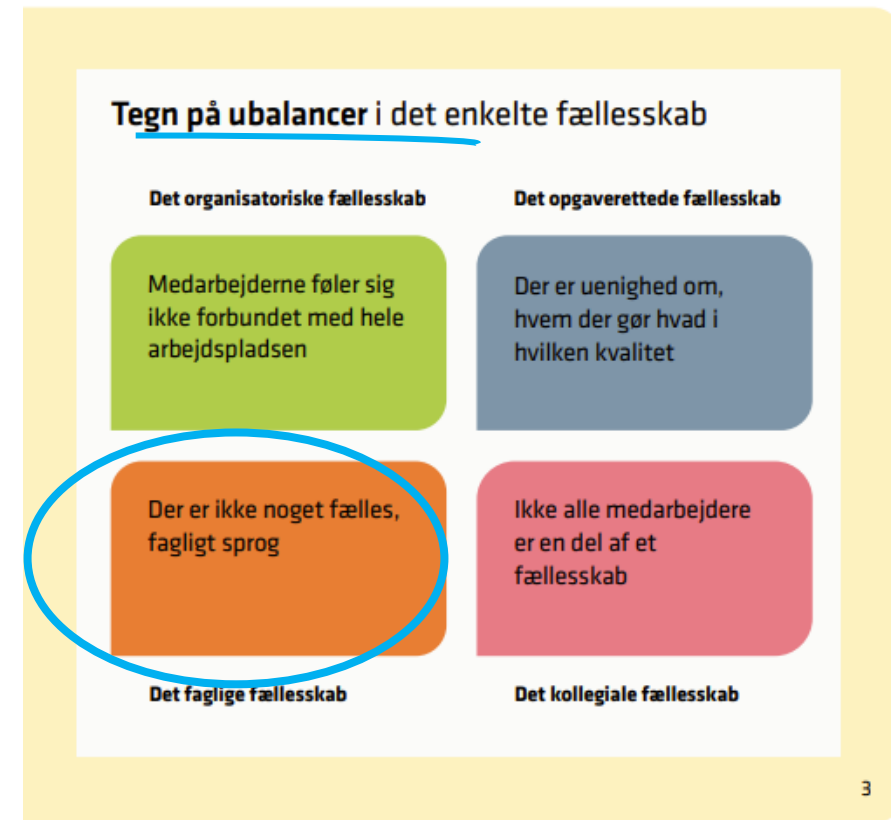 Tegn på ubalancer i det enkelte fællesskab
Det organisatoriske fællesskab
Det opgaverettede fællesskab
Medarbejderne føler sig
ikke forbundet med hele
arbejdspladsen
Der er uenighed om,
hvem der gør hvad i
hvilken kvalitet
Der er ikke noget fælles,
fagligt sprog
Ikke alle medarbejdere
er en del af et
fællesskab
Det faglige fællesskab
Det kollegiale fællesskab
3